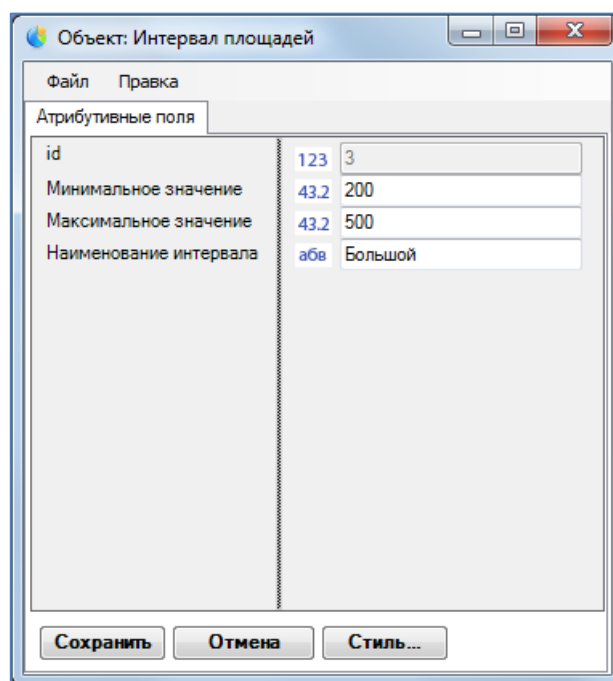 Объект: Интервал площадей
Файл Правка
Атрибутивные поля
id 123 3
Минимальное значение 43.2 200
Максимальное значение 43.2 500
Наименование интервала абв Большой
Сохранить Отмена Стиль...